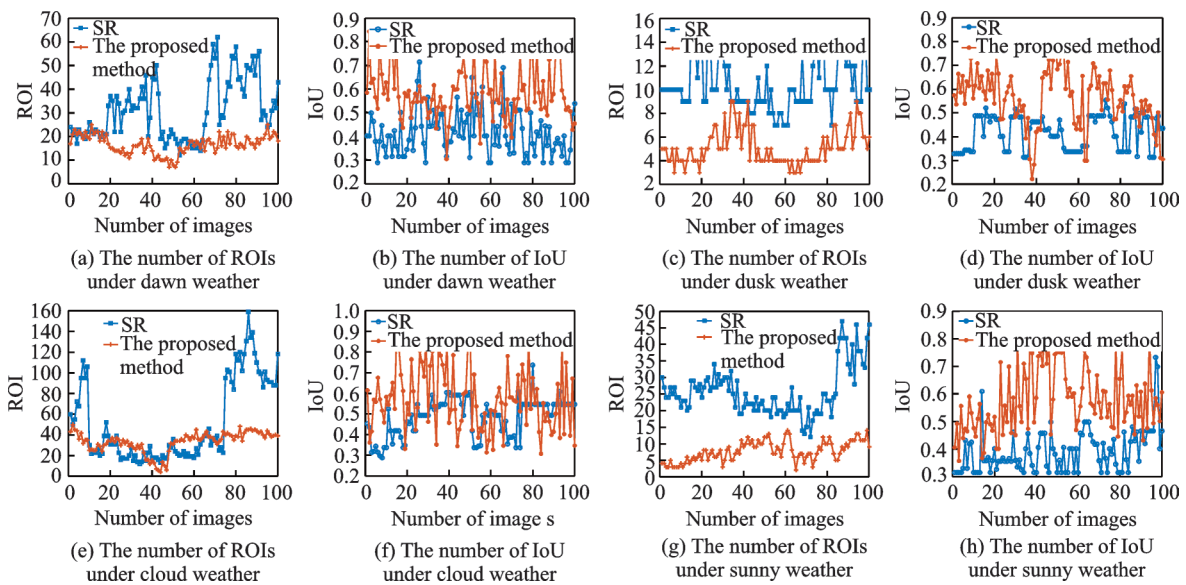 70
60
50
40
30
20
10
0
ROI
SR
The proposed
method
0 20 40 60 80 100
Number of images
(a) The number of ROIs
under dawn weather
0.9
0.8
0.7
0.6
0.5
0.4
0.3
0.2
IoU
SR
The proposed method
0 20 40 60 80 100
Number of images
(b) The number of IoU
under dawn weather
16
14
12
10
8
6
4
2
ROI
SR
The proposed method
0 20 40 60 80 100
Number of images
(c) The number of ROIs
under dusk weather
0.9
0.8
0.7
0.6
0.5
0.4
0.3
0.2
IoU
SR
The proposed method
0 20 40 60 80 100
Number of images
(d) The number of IoU
under dusk weather
160
140
120
100
80
60
40
20
0
ROI
SR
The proposed
method
0 20 40 60 80 100
Number of images
(e) The number of ROIs
under cloud weather
1.0
0.9
0.8
0.7
0.6
0.5
0.4
0.3
0.2
IoU
SR
The proposed method
0 20 40 60 80 100
Number of image s
(f) The number of IoU
under cloud weather
50
45
40
35
30
25
20
15
10
5
0
ROI
SR
The proposed
method
0 20 40 60 80 100
Number of images
(g) The number of ROIs
under sunny weather
0.9
0.8
0.7
0.6
0.5
0.4
0.3
IoU
SR
The proposed method
0 20 40 60 80 100
Number of images
(h) The number of IoU
under sunny weather